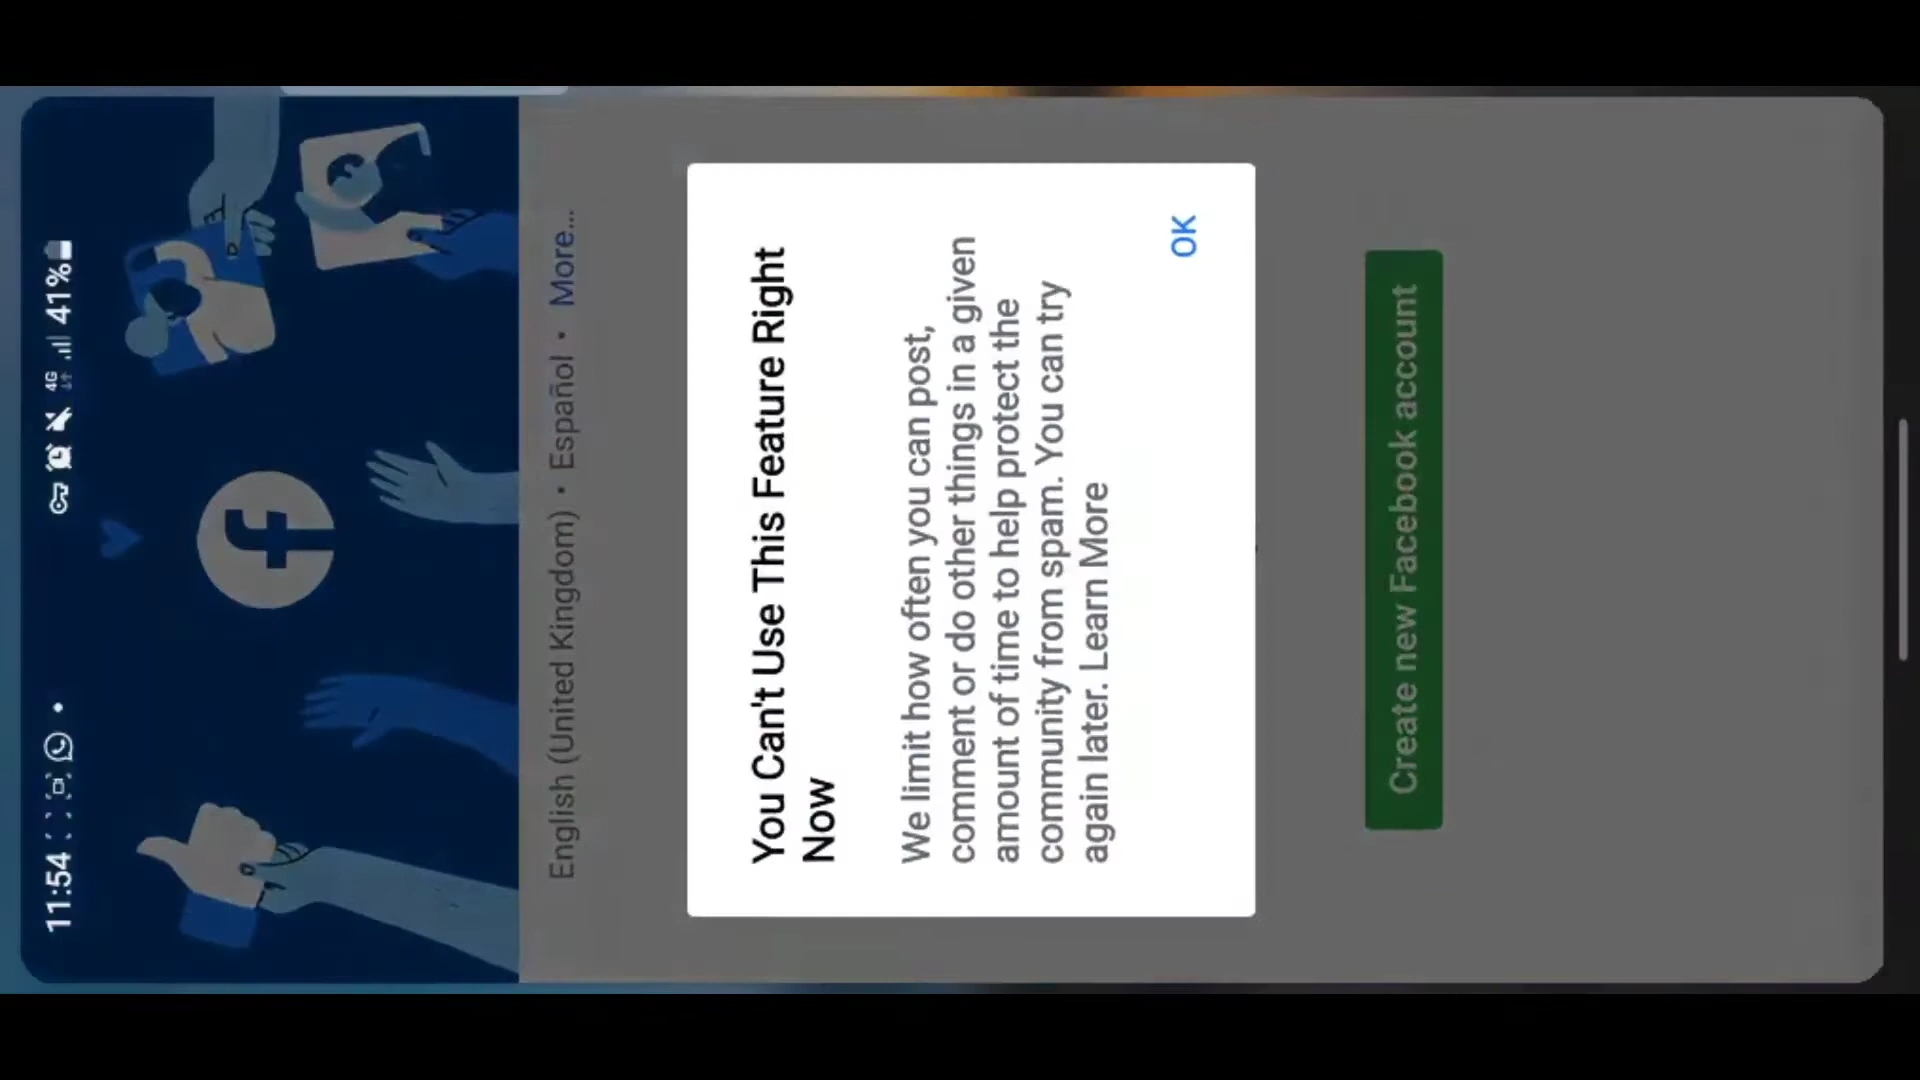 11:54
4G 41%
English (United Kingdom) • Español • More...
You Can't Use This Feature Right
Now
We limit how often you can post,
comment or do other things in a given
amount of time to help protect the
community from spam. You can try
again later. Learn More
OK
Create new Facebook account